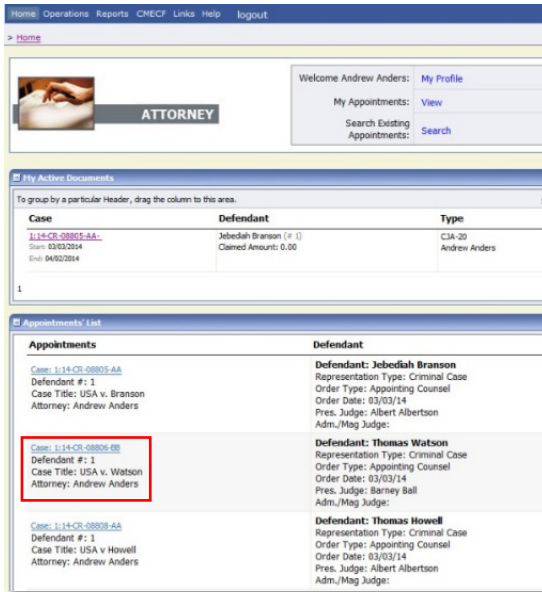 Home Operations Reports CMECF Links Help logout
> Home
ATTORNEY
Welcome Andrew Anders: My Profile
My Appointments: View
Search Existing Appointments: Search
My Active Documents
To group by a particular Header, drag the column to this area.
Case Defendant Type
1:14-CR-08805-AA- Jebediah Branson (# 1) CJA-20
Start: 03/03/2014 Claimed Amount: 0.00 Andrew Anders
End: 04/02/2014
1
Appointments' List
Appointments Defendant
Case: 1:14-CR-08805-AA
Defendant #: 1
Case Title: USA v. Branson
Attorney: Andrew Anders
Defendant: Jebediah Branson
Representation Type: Criminal Case
Order Type: Appointing Counsel
Order Date: 03/03/14
Pres. Judge: Albert Albertson
Adm./Mag Judge:
Case: 1:14-CR-08806-BB
Defendant #: 1
Case Title: USA v. Watson
Attorney: Andrew Anders
Defendant: Thomas Watson
Representation Type: Criminal Case
Order Type: Appointing Counsel
Order Date: 03/03/14
Pres. Judge: Barney Ball
Adm./Mag Judge:
Case: 1:14-CR-08808-AA
Defendant #: 1
Case Title: USA v Howell
Attorney: Andrew Anders
Defendant: Thomas Howell
Representation Type: Criminal Case
Order Type: Appointing Counsel
Order Date: 03/03/14
Pres. Judge: Albert Albertson
Adm./Mag Judge: